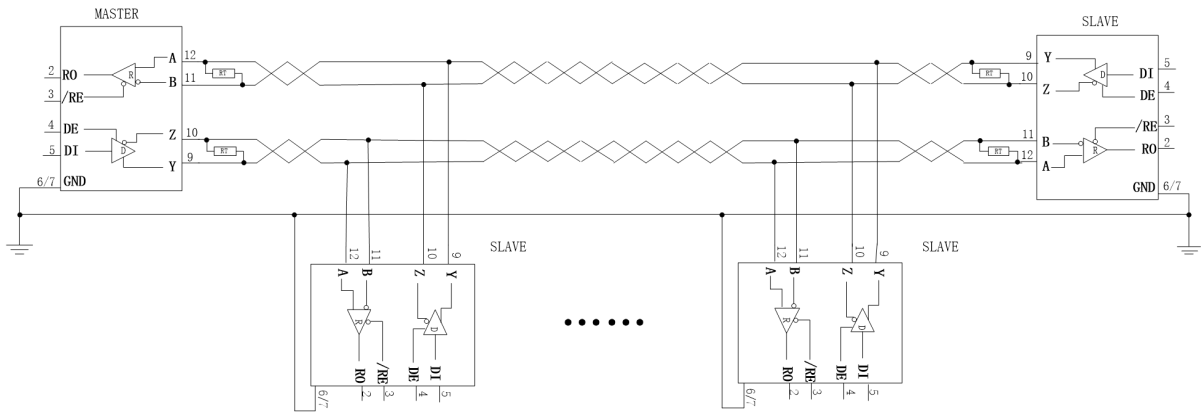 MASTER
12
A
2
RO
R
RT
11
B
3
/RE
4
DE
10
Z
5
DI
D
RT
9
Y
6/7
GND
SLAVE
9
Y
5
DI
D
RT
10
Z
4
DE
3
/RE
11
B
2
RO
R
RT
12
A
6/7
GND
SLAVE
12
11
10
9
A
B
Z
Y
R
D
RO
/RE
DE
DI
2
3
4
5
6/7
SLAVE
12
11
10
9
A
B
Z
Y
R
D
RO
/RE
DE
DI
2
3
4
5
6/7